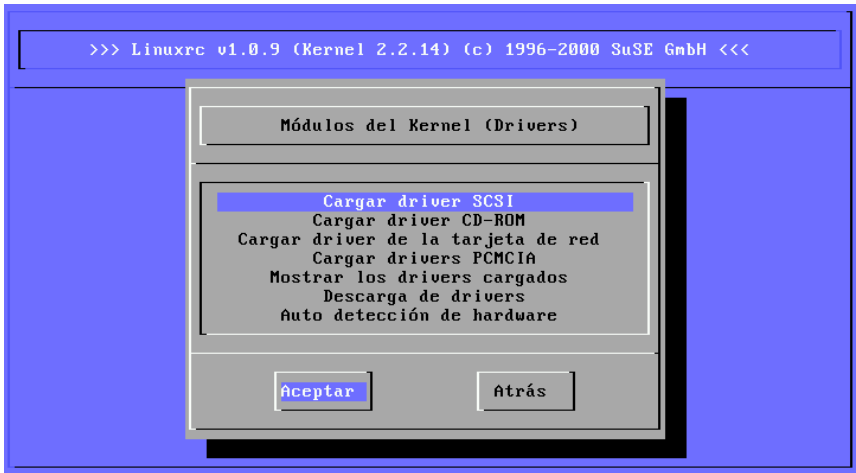 >>> Linuxrc v1.0.9 (Kernel 2.2.14) (c) 1996-2000 SuSE GmbH <<<
Módulos del Kernel (Drivers)
Cargar driver SCSI
Cargar driver CD-ROM
Cargar driver de la tarjeta de red
Cargar drivers PCMCIA
Mostrar los drivers cargados
Descarga de drivers
Auto detección de hardware
Aceptar Atrás